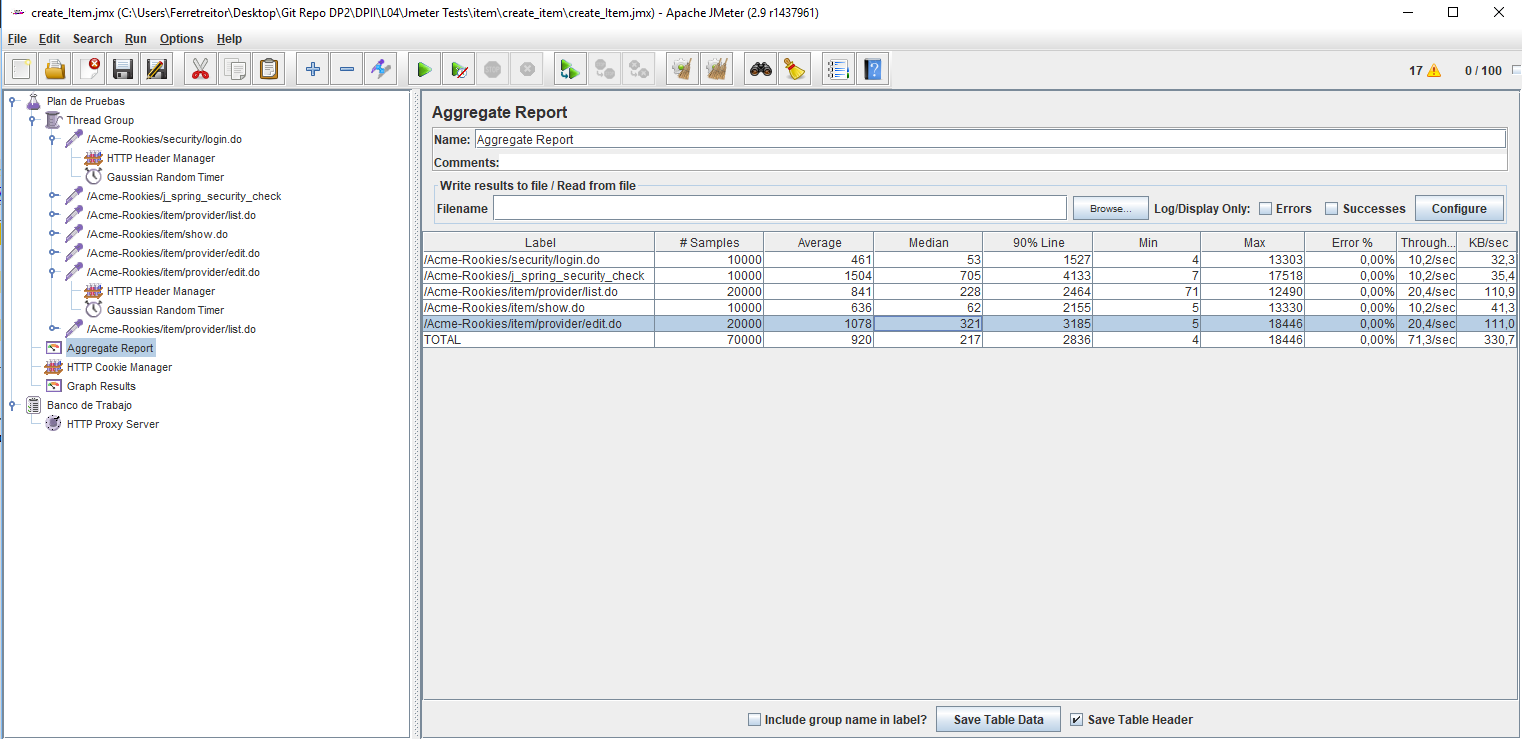 create_Item.jmx (C:\Users\Ferretreitor\Desktop\Git Repo DP2\DPII\L04\Jmeter Tests\item\create_item\create_Item.jmx) - Apache JMeter (2.9 r1437961)
File Edit Search Run Options Help
17 0 / 100
Plan de Pruebas
Thread Group
/Acme-Rookies/security/login.do
HTTP Header Manager
Gaussian Random Timer
/Acme-Rookies/j_spring_security_check
/Acme-Rookies/item/provider/list.do
/Acme-Rookies/item/show.do
/Acme-Rookies/item/provider/edit.do
/Acme-Rookies/item/provider/edit.do
HTTP Header Manager
Gaussian Random Timer
/Acme-Rookies/item/provider/list.do
Aggregate Report
HTTP Cookie Manager
Graph Results
Banco de Trabajo
HTTP Proxy Server
Aggregate Report
Name: Aggregate Report
Comments:
Write results to file / Read from file
Filename Browse... Log/Display Only: Errors Successes Configure
Label # Samples Average Median 90% Line Min Max Error % Through... KB/sec
/Acme-Rookies/security/login.do 10000 461 53 1527 4 13303 0,00% 10,2/sec 32,3
/Acme-Rookies/j_spring_security_check 10000 1504 705 4133 7 17518 0,00% 10,2/sec 35,4
/Acme-Rookies/item/provider/list.do 20000 841 228 2464 71 12490 0,00% 20,4/sec 110,9
/Acme-Rookies/item/show.do 10000 636 62 2155 5 13330 0,00% 10,2/sec 41,3
/Acme-Rookies/item/provider/edit.do 20000 1078 321 3185 5 18446 0,00% 20,4/sec 111,0
TOTAL 70000 920 217 2836 4 18446 0,00% 71,3/sec 330,7
Include group name in label? Save Table Data Save Table Header